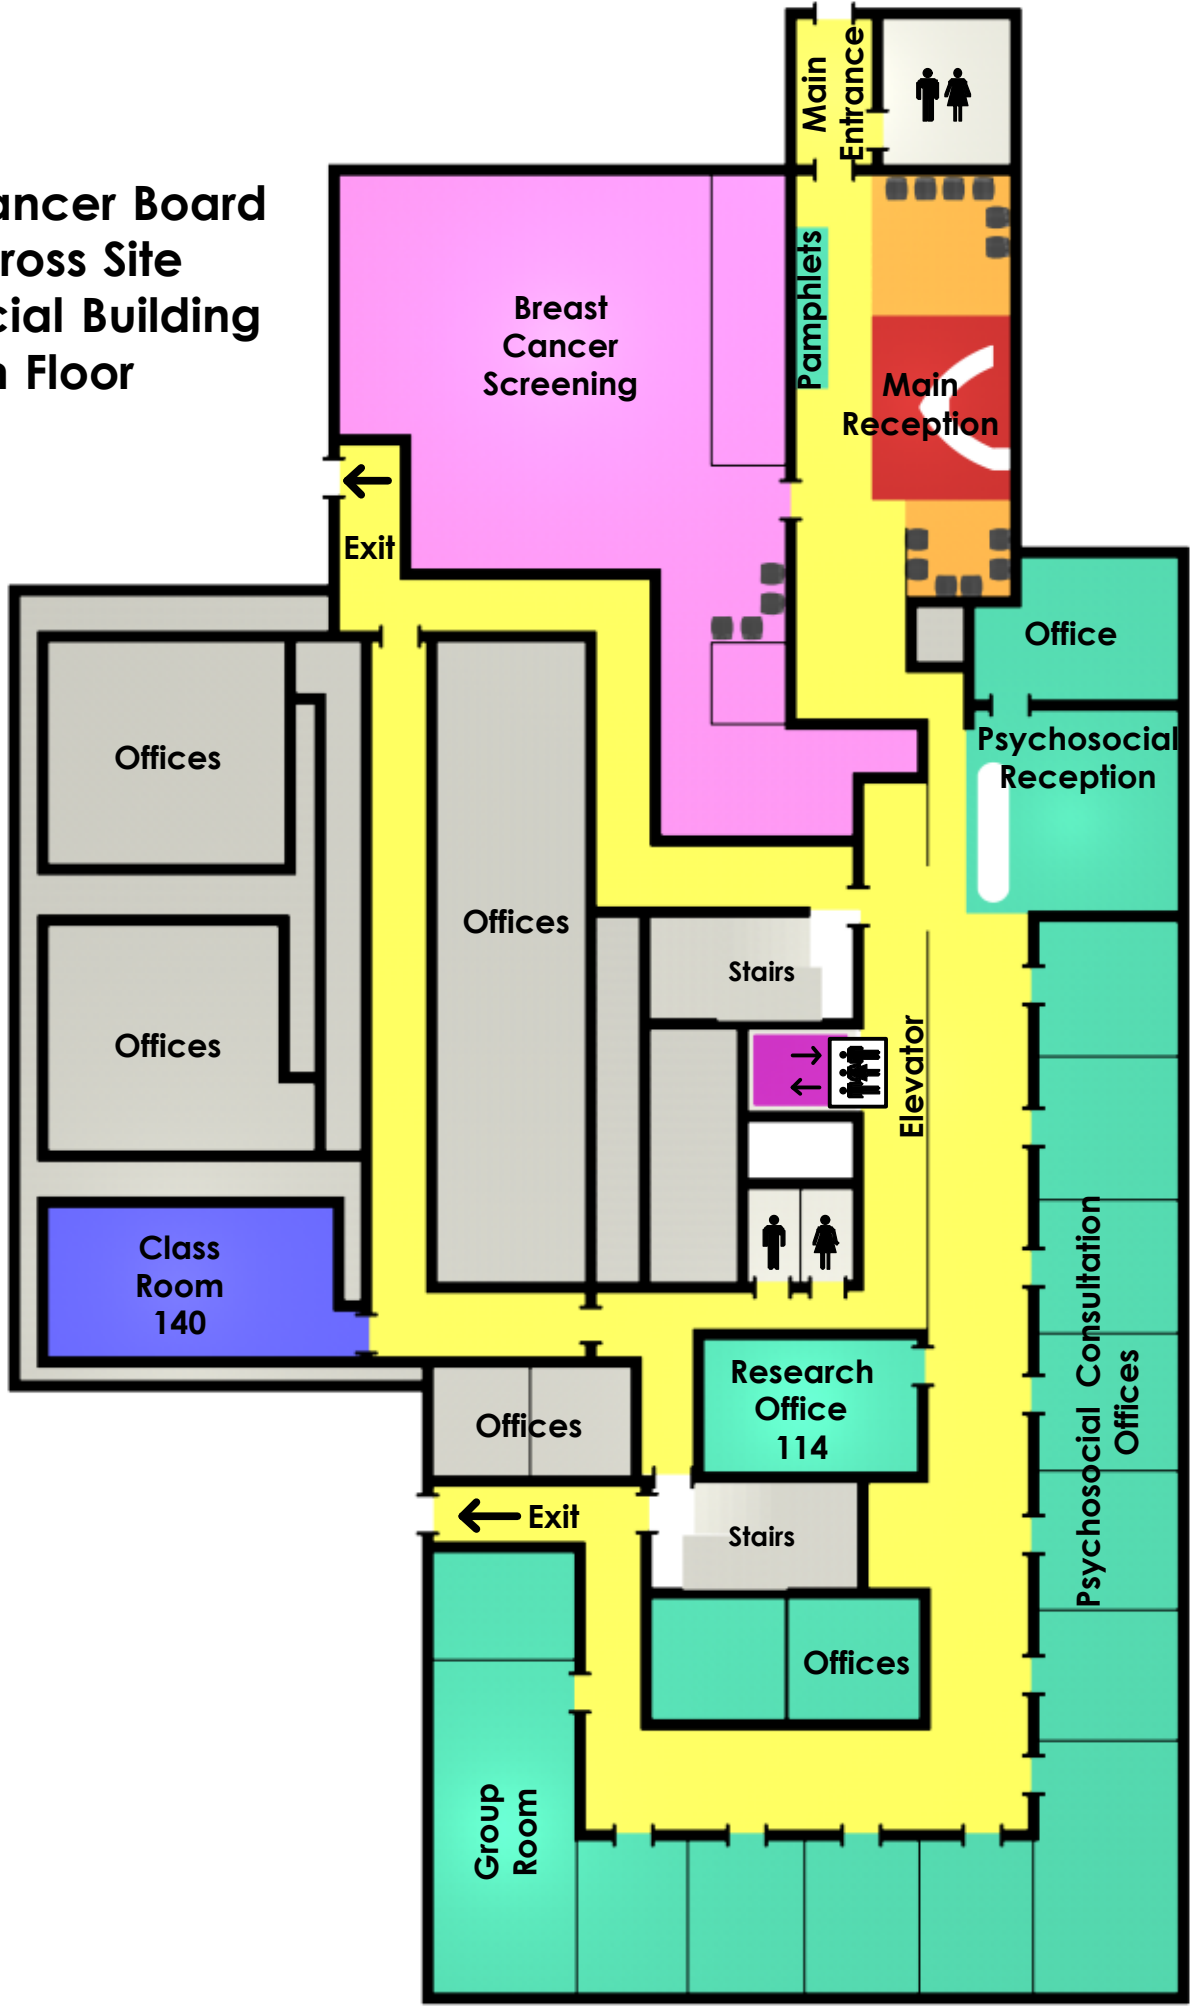 Main
Entrance
ancer Board
ross Site
cial Building
n Floor
Pamphlets
Breast
Cancer
Screening
Main
Reception
Exit
Office
Psychosocial
Reception
Offices
Offices
Stairs
Offices
Elevator
Class
Room
140
Psychosocial Consultation
Offices
Research
Office
114
Offices
Exit
Stairs
Offices
Group
Room